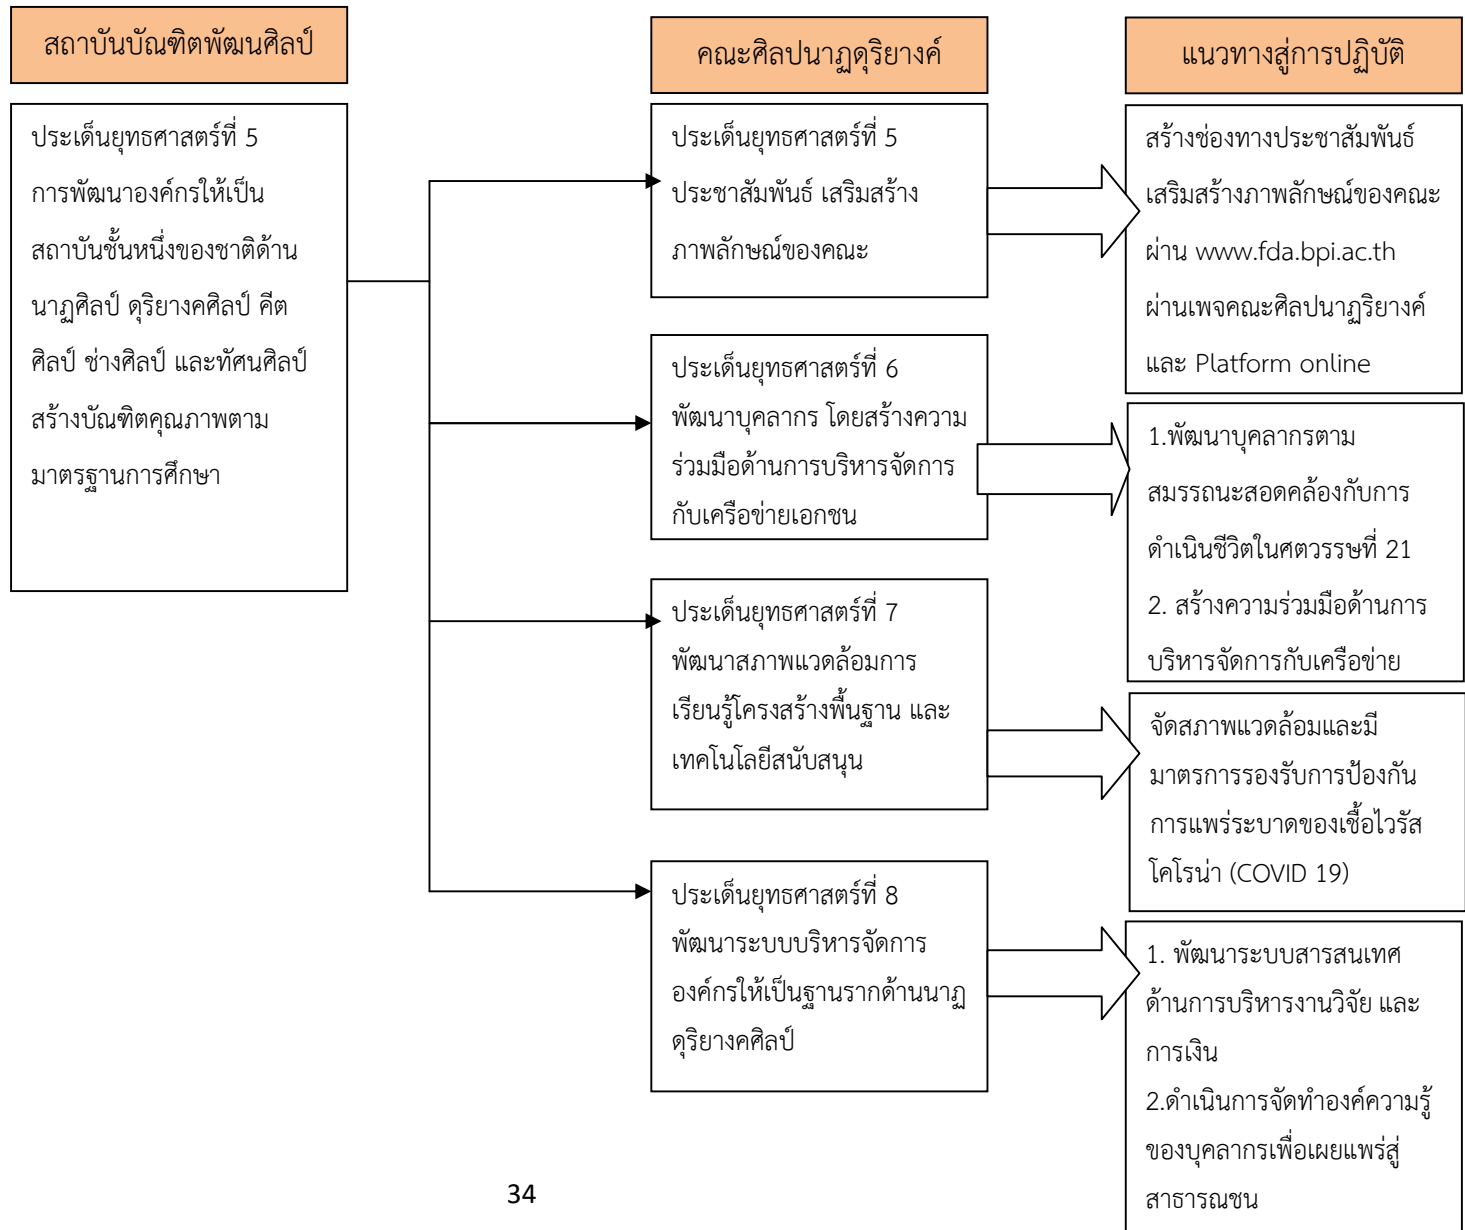 สถาบันบัณฑิตพัฒนศิลป์
คณะศิลปนาฏดุริยางค์
แนวทางสู่การปฏิบัติ
ประเด็นยุทธศาสตร์ที่ 5
การพัฒนาองค์กรให้เป็น
สถาบันชั้นหนึ่งของชาติด้าน
นาฏศิลป์ ดุริยางคศิลป์ คีต
ศิลป์ ช่างศิลป์ และทัศนศิลป์
สร้างบัณฑิตคุณภาพตาม
มาตรฐานการศึกษา
ประเด็นยุทธศาสตร์ที่ 5
ประชาสัมพันธ์ เสริมสร้าง
ภาพลักษณ์ของคณะ
สร้างช่องทางประชาสัมพันธ์
เสริมสร้างภาพลักษณ์ของคณะ
ผ่าน www.fda.bpi.ac.th
ผ่านเพจคณะศิลปนาฏริยางค์
และ Platform online
ประเด็นยุทธศาสตร์ที่ 6
พัฒนาบุคลากร โดยสร้างความ
ร่วมมือด้านการบริหารจัดการ
กับเครือข่ายเอกชน
1.พัฒนาบุคลากรตาม
สมรรถนะสอดคล้องกับการ
ดำเนินชีวิตในศตวรรษที่ 21
2. สร้างความร่วมมือด้านการ
บริหารจัดการกับเครือข่าย
ประเด็นยุทธศาสตร์ที่ 7
พัฒนาสภาพแวดล้อมการ
เรียนรู้โครงสร้างพื้นฐาน และ
เทคโนโลยีสนับสนุน
จัดสภาพแวดล้อมและมี
มาตรการรองรับการป้องกัน
การแพร่ระบาดของเชื้อไวรัส
โคโรน่า (COVID 19)
ประเด็นยุทธศาสตร์ที่ 8
พัฒนาระบบบริหารจัดการ
องค์กรให้เป็นฐานรากด้านนาฏ
ดุริยางคศิลป์
1. พัฒนาระบบสารสนเทศ
ด้านการบริหารงานวิจัย และ
การเงิน
2.ดำเนินการจัดทำองค์ความรู้
ของบุคลากรเพื่อเผยแพร่สู่
สาธารณชน
34